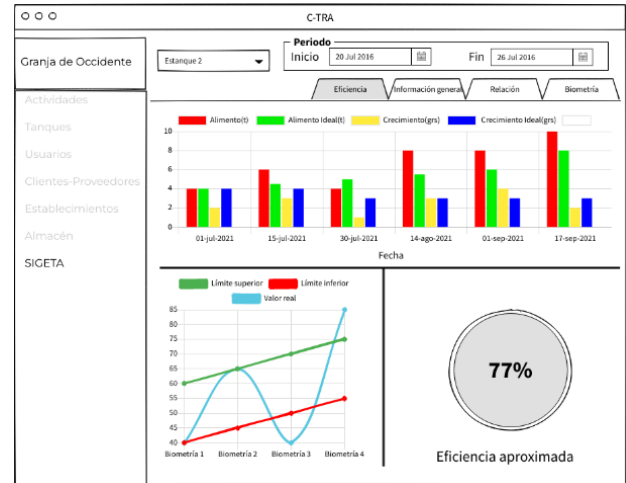 C-TRA
Granja de Occidente
Actividades
Tanques
Usuarios
Clientes-Proveedores
Establecimientos
Almacén
SIGETA
Estanque 2
Periodo
Inicio 20 Jul 2016 Fin 26 Jul 2016
Eficiencia Información general Relación Biometría
Alimento(t) Alimento Ideal(t) Crecimiento(grs) Crecimiento Ideal(grs)
10
8
6
4
2
0
01-jul-2021 15-jul-2021 30-jul-2021 14-ago-2021 01-sep-2021 17-sep-2021
Fecha
Límite superior Límite inferior
Valor real
85
80
75
70
65
60
55
50
45
40
Biometría 1 Biometría 2 Biometría 3 Biometría 4
77%
Eficiencia aproximada